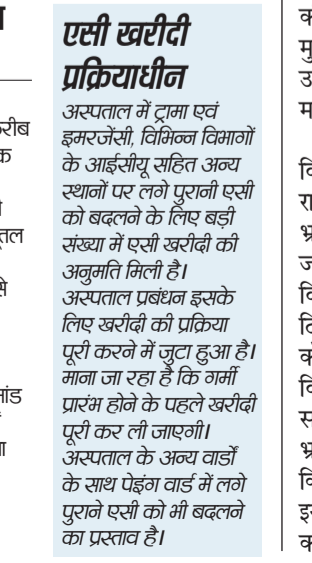 एसी खरीदी
प्रक्रियाधीन
अस्पताल में ट्रामा एवं
इमरजेंसी, विभिन्न विभागों
के आईसीयू सहित अन्य
स्थानों पर लगे पुरानी एसी
को बदलने के लिए बड़ी
संख्या में एसी खरीदी की
अनुमति मिली है।
अस्पताल प्रबंधन इसके
लिए खरीदी की प्रक्रिया
पूरी करने में जुटा हुआ है।
माना जा रहा है कि गर्मी
प्रारंभ होने के पहले खरीदी
पूरी कर ली जाएगी।
अस्पताल के अन्य वार्डों
के साथ पेइंग वार्ड में लगे
पुराने एसी को भी बदलने
का प्रस्ताव है।